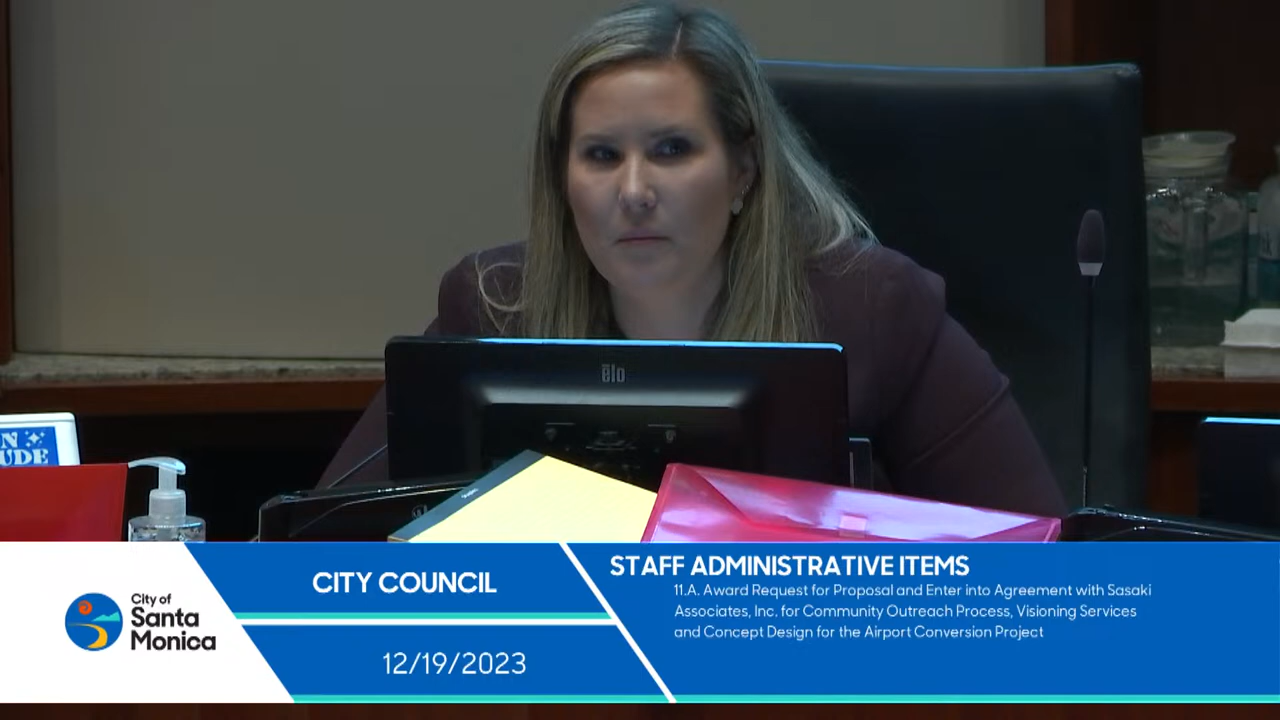 elo
N
UDE
City of
Santa
Monica
CITY COUNCIL
12/19/2023
STAFF ADMINISTRATIVE ITEMS
11.A. Award Request for Proposal and Enter into Agreement with Sasaki
Associates, Inc. for Community Outreach Process, Visioning Services
and Concept Design for the Airport Conversion Project